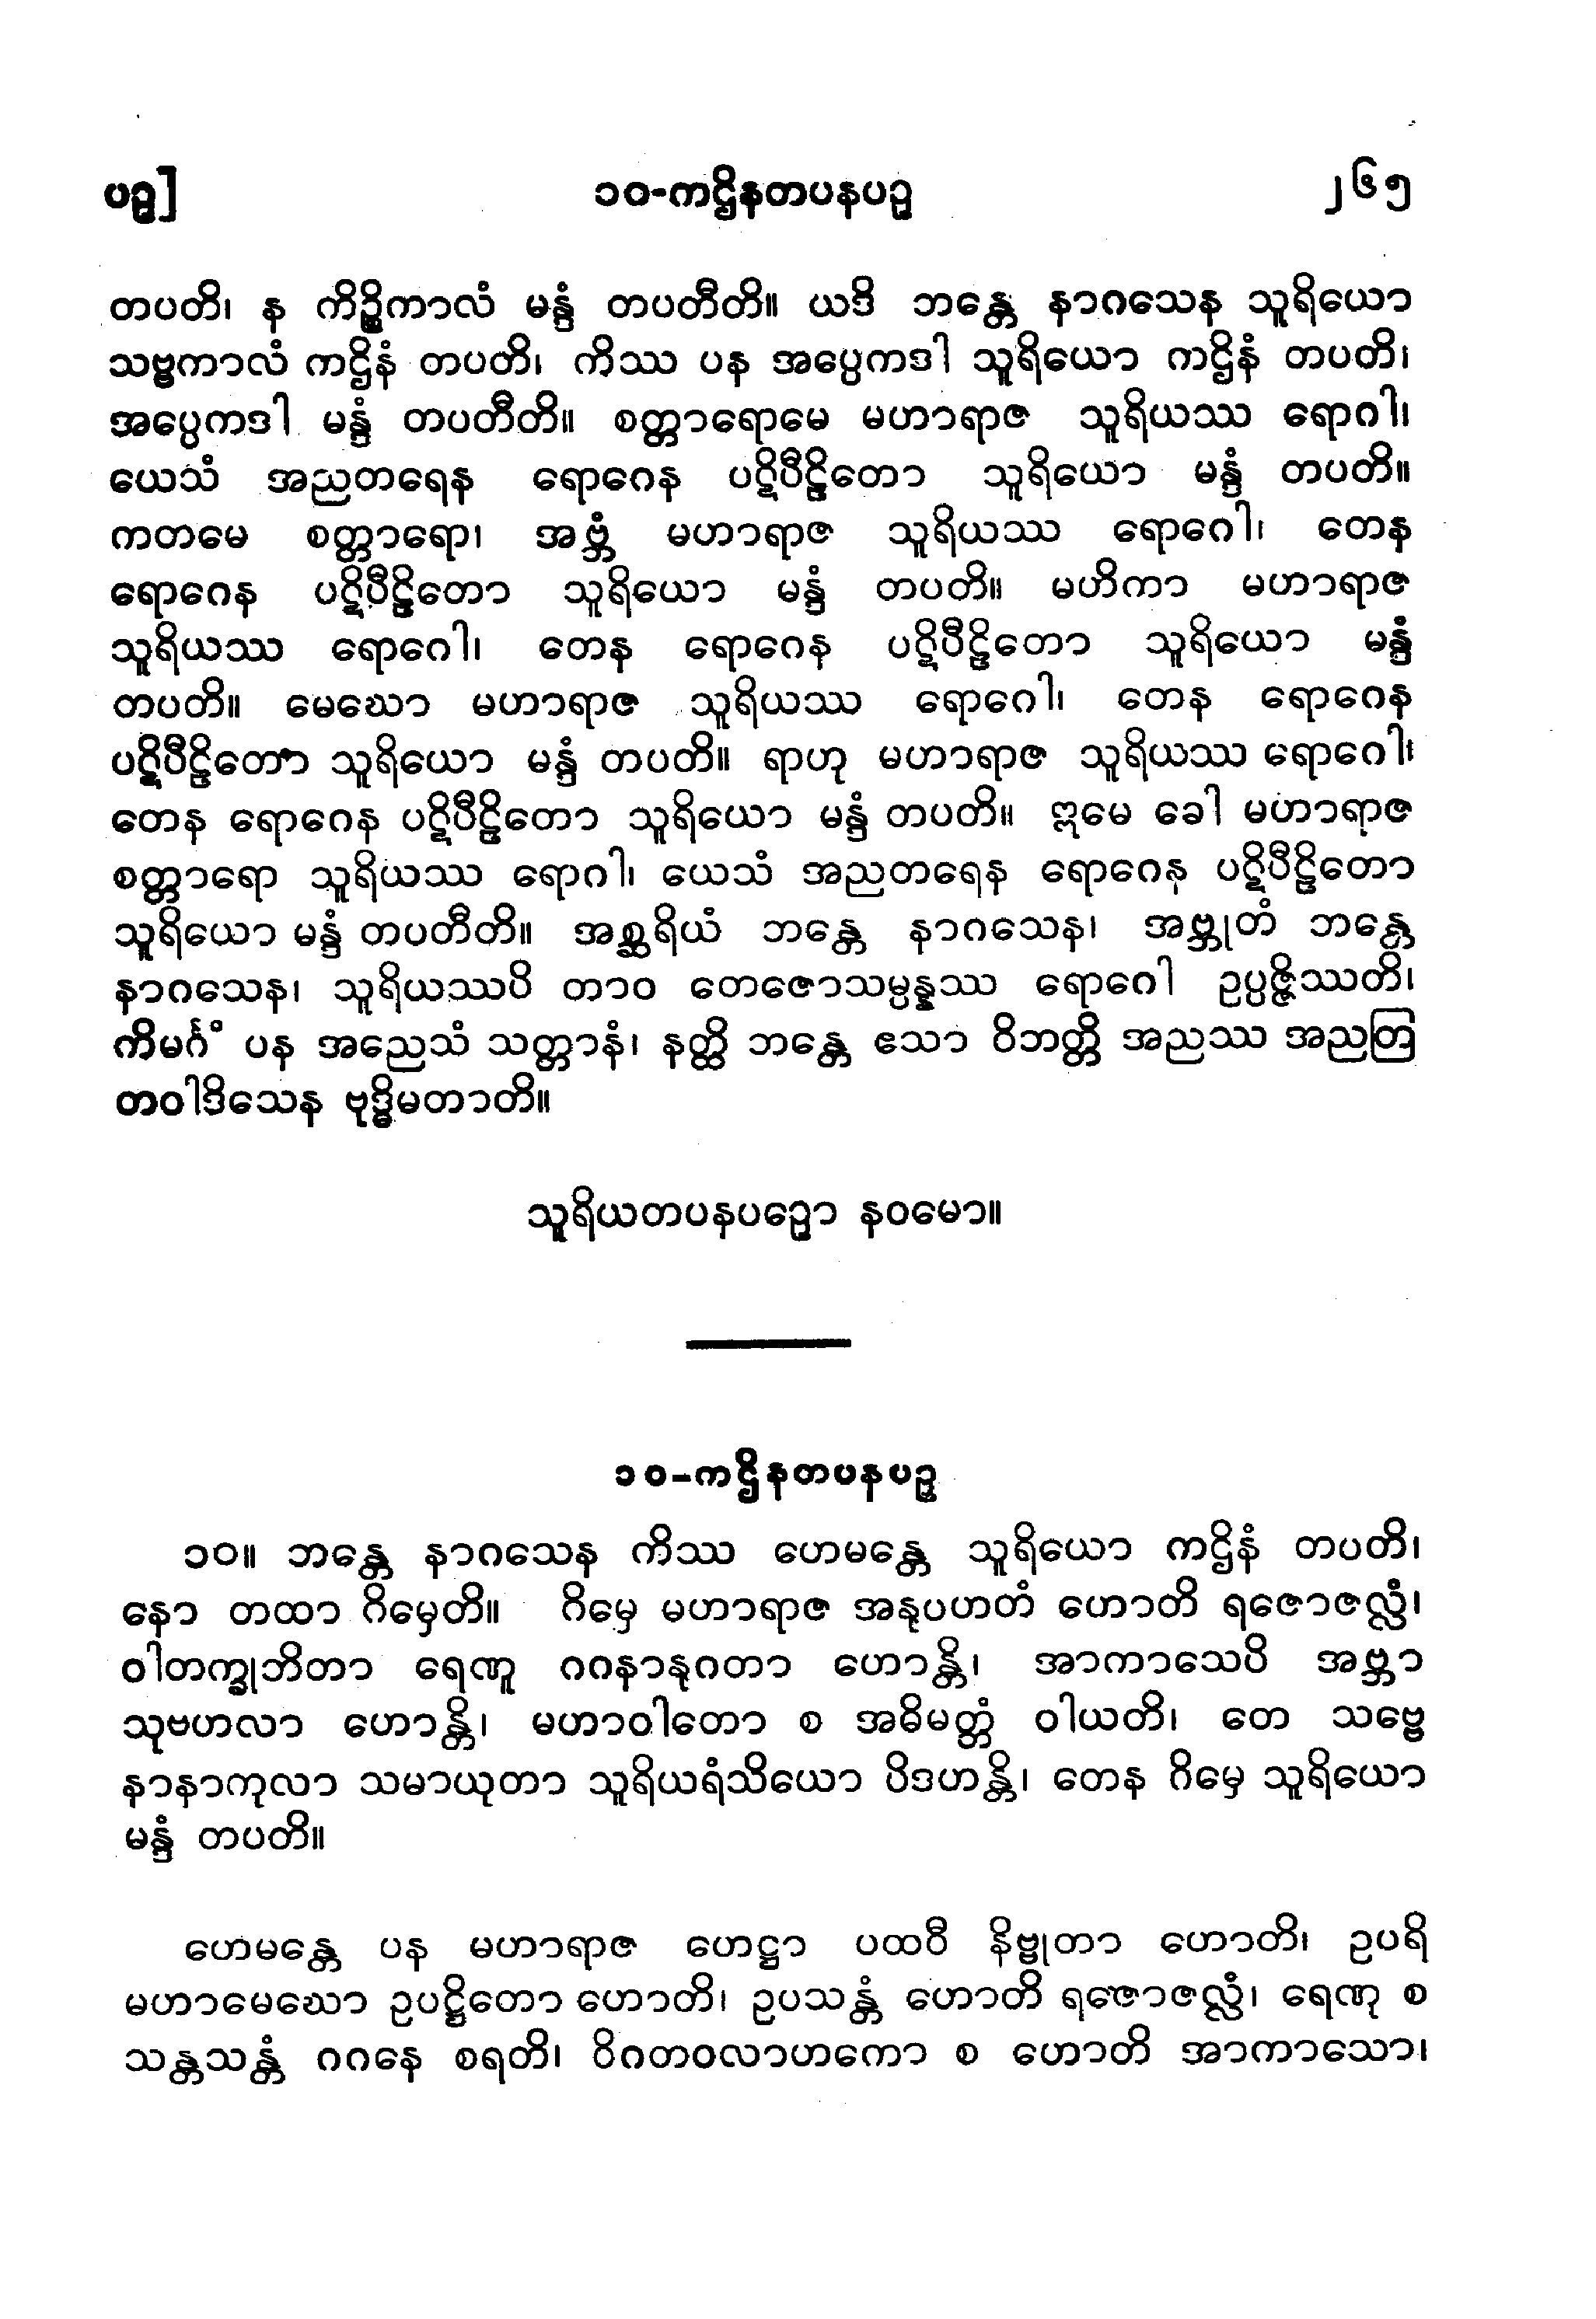 ပဉှ]
၁၀-ကဌိနတပနပဉှ
၂၆၅
တပတိ၊ န ကိဉ္စိကာလံ မန္ဒံ တပတီတိ။ ယဒိ ဘန္တေ နာဂသေန သူရိယော
သဗ္ဗကာလံ ကဌိနံ တပတိ၊ ကိဿ ပန အပ္ပေကဒါ သူရိယော ကဌိနံ တပတိ၊
အပ္ပေကဒါ မန္ဒံ တပတီတိ။ စတ္တာရောမေ မဟာရာဇ သူရိယဿ ရောဂါ၊
ယေသံ အညတရေန ရောဂေန ပဋိပီဠိတော သူရိယော မန္ဒံ တပတိ။
ကတမေ စတ္တာရော၊ အဗ္ဘံ မဟာရာဇ သူရိယဿ ရောဂေါ၊ တေန
ရောဂေန ပဋိပီဠိတော သူရိယော မန္ဒံ တပတိ။ မဟိကာ မဟာရာဇ
သူရိယဿ ရောဂေါ၊ တေန ရောဂေန ပဋိပီဠိတော သူရိယော မန္ဒံ
တပတိ။ မေဃော မဟာရာဇ သူရိယဿ ရောဂေါ၊ တေန ရောဂေန
ပဋိပီဠိတော သူရိယော မန္ဒံ တပတိ။ ရာဟု မဟာရာဇ သူရိယဿ ရောဂေါ၊
တေန ရောဂေန ပဋိပီဠိတော သူရိယော မန္ဒံ တပတိ။ ဣမေ ခေါ မဟာရာဇ
စတ္တာရော သူရိယဿ ရောဂါ၊ ယေသံ အညတရေန ရောဂေန ပဋိပီဠိတော
သူရိယော မန္ဒံ တပတီတိ။ အစ္ဆရိယံ ဘန္တေ နာဂသေန၊ အဗ္ဘုတံ ဘန္တေ
နာဂသေန၊ သူရိယဿပိ တာဝ တေဇောသမ္ပန္နဿ ရောဂေါ ဥပ္ပဇ္ဇိဿတိ၊
ကိမင်္ဂံ ပန အညေသံ သတ္တာနံ၊ နတ္ထိ ဘန္တေ ဧသာ ဝိဘတ္တိ အညဿ အညတြ
တဝါဒိသေန ဗုဒ္ဓိမတာတိ။
သူရိယတပနပဉှော နဝမော။
၁၀-ကဌိနတပနပဉှ
၁၀။ ဘန္တေ နာဂသေန ကိဿ ဟေမန္တေ သူရိယော ကဌိနံ တပတိ၊
နော တထာ ဂိမှေတိ။ ဂိမှေ မဟာရာဇ အနုပဟတံ ဟောတိ ရဇောဇလ္လံ၊
ဝါတက္ခုဘိတာ ရေဏူ ဂဂနာနုဂတာ ဟောန္တိ၊ အာကာသေပိ အဗ္ဘာ
သုဗဟလာ ဟောန္တိ၊ မဟာဝါတော စ အဓိမတ္တံ ဝါယတိ၊ တေ သဗ္ဗေ
နာနာကုလာ သမာယုတာ သူရိယရံသိယော ပိဒဟန္တိ၊ တေန ဂိမှေ သူရိယော
မန္ဒံ တပတိ။
ဟေမန္တေ ပန မဟာရာဇ ဟေဋ္ဌာ ပထဝီ နိဗ္ဗုတာ ဟောတိ၊ ဥပရိ
မဟာမေဃော ဥပဋ္ဌိတော ဟောတိ၊ ဥပသန္တံ ဟောတိ ရဇောဇလ္လံ၊ ရေဏု စ
သန္တသန္တံ ဂဂနေ စရတိ၊ ဝိဂတဝလာဟကော စ ဟောတိ အာကာသော၊